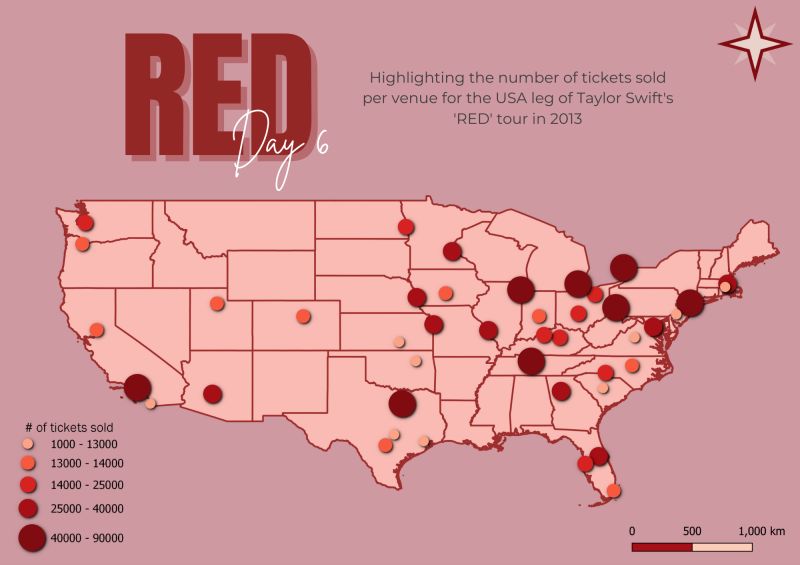 RED
Day 6
Highlighting the number of tickets sold
per venue for the USA leg of Taylor Swift's
'RED' tour in 2013
# of tickets sold
1000 - 13000
13000 - 14000
14000 - 25000
25000 - 40000
40000 - 90000
0 500 1,000 km